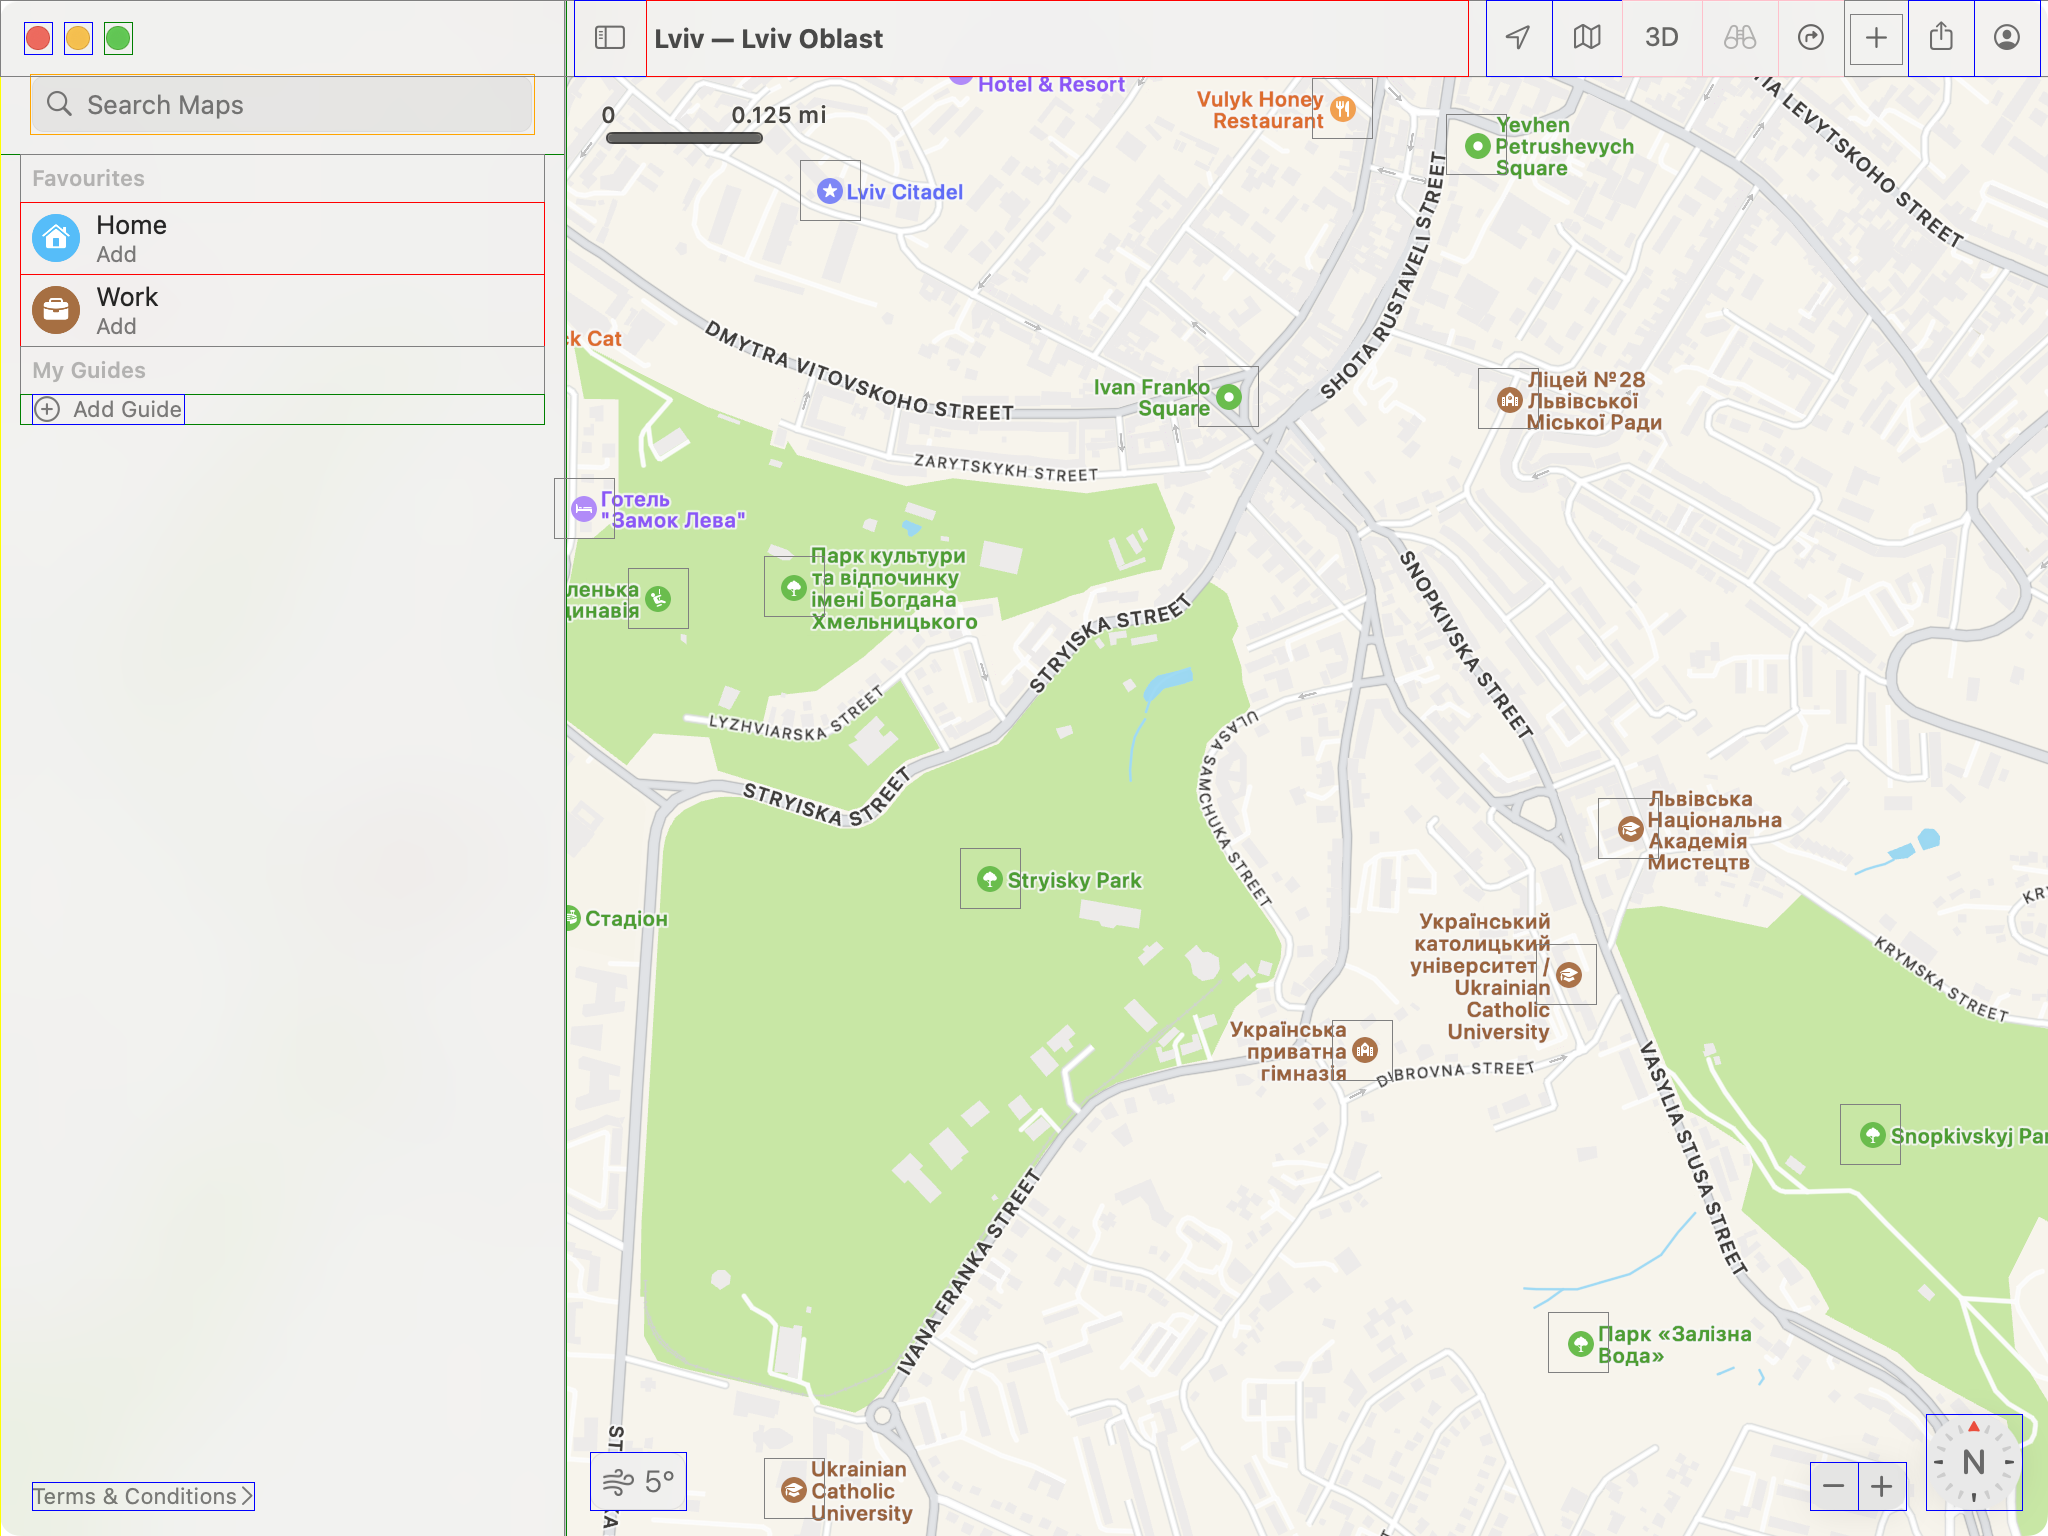 Lviv — Lviv Oblast
3D
Search Maps
Favourites
Home
Add
Work
Add
My Guides
Add Guide
Terms & Conditions
0
0.125 mi
Hotel & Resort
Vulyk Honey
Restaurant
Yevhen
Petrushevych
Square
Lviv Citadel
LEVYTSKOHO STREET
SHOTA RUSTAVELI STREET
k Cat
DMYTRA VITOVSKOHO STREET
Ivan Franko
Square
Ліцей №28
Львівської
Міської Ради
ZARYTSKYKH STREET
Готель
"Замок Лева"
Парк культури
та відпочинку
імені Богдана
Хмельницького
ленька
динавія
STRYISKA STREET
SNOPKIVSKA STREET
LYZHVIARSKA STREET
ULASA SAMCHUKA STREET
STRYISKA STREET
Львівська
Національна
Академія
Мистецтв
Stryisky Park
Стадіон
KR
Український
католицький
університет /
Ukrainian
Catholic
University
KRYMSKA STREET
Українська
приватна
гімназія
DIBROVNA STREET
VASYLIA STUSA STREET
Snopkivskyj Par
IVANA FRANKA STREET
Парк «Залізна
Вода»
ST
KA
5°
Ukrainian
Catholic
University
N